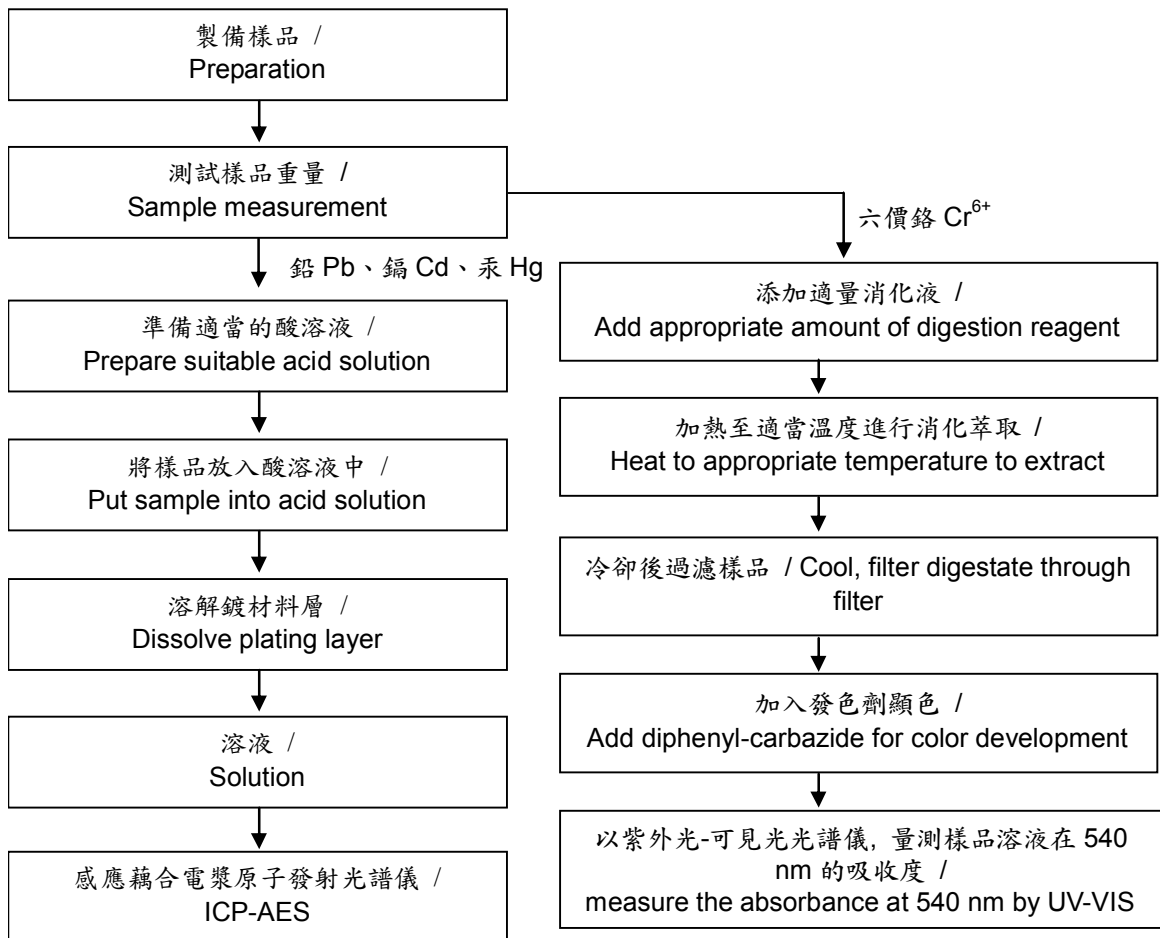 製備樣品 /
Preparation
測試樣品重量 /
Sample measurement
鉛 Pb、鎘 Cd、汞 Hg
準備適當的酸溶液 /
Prepare suitable acid solution
將樣品放入酸溶液中 /
Put sample into acid solution
溶解鍍材料層 /
Dissolve plating layer
溶液 /
Solution
感應藕合電漿原子發射光譜儀 /
ICP-AES
六價鉻 Cr⁶⁺
添加適量消化液 /
Add appropriate amount of digestion reagent
加熱至適當溫度進行消化萃取 /
Heat to appropriate temperature to extract
冷卻後過濾樣品 / Cool, filter digestate through
filter
加入發色劑顯色 /
Add diphenyl-carbazide for color development
以紫外光-可見光光譜儀, 量測樣品溶液在 540
nm 的吸收度 /
measure the absorbance at 540 nm by UV-VIS